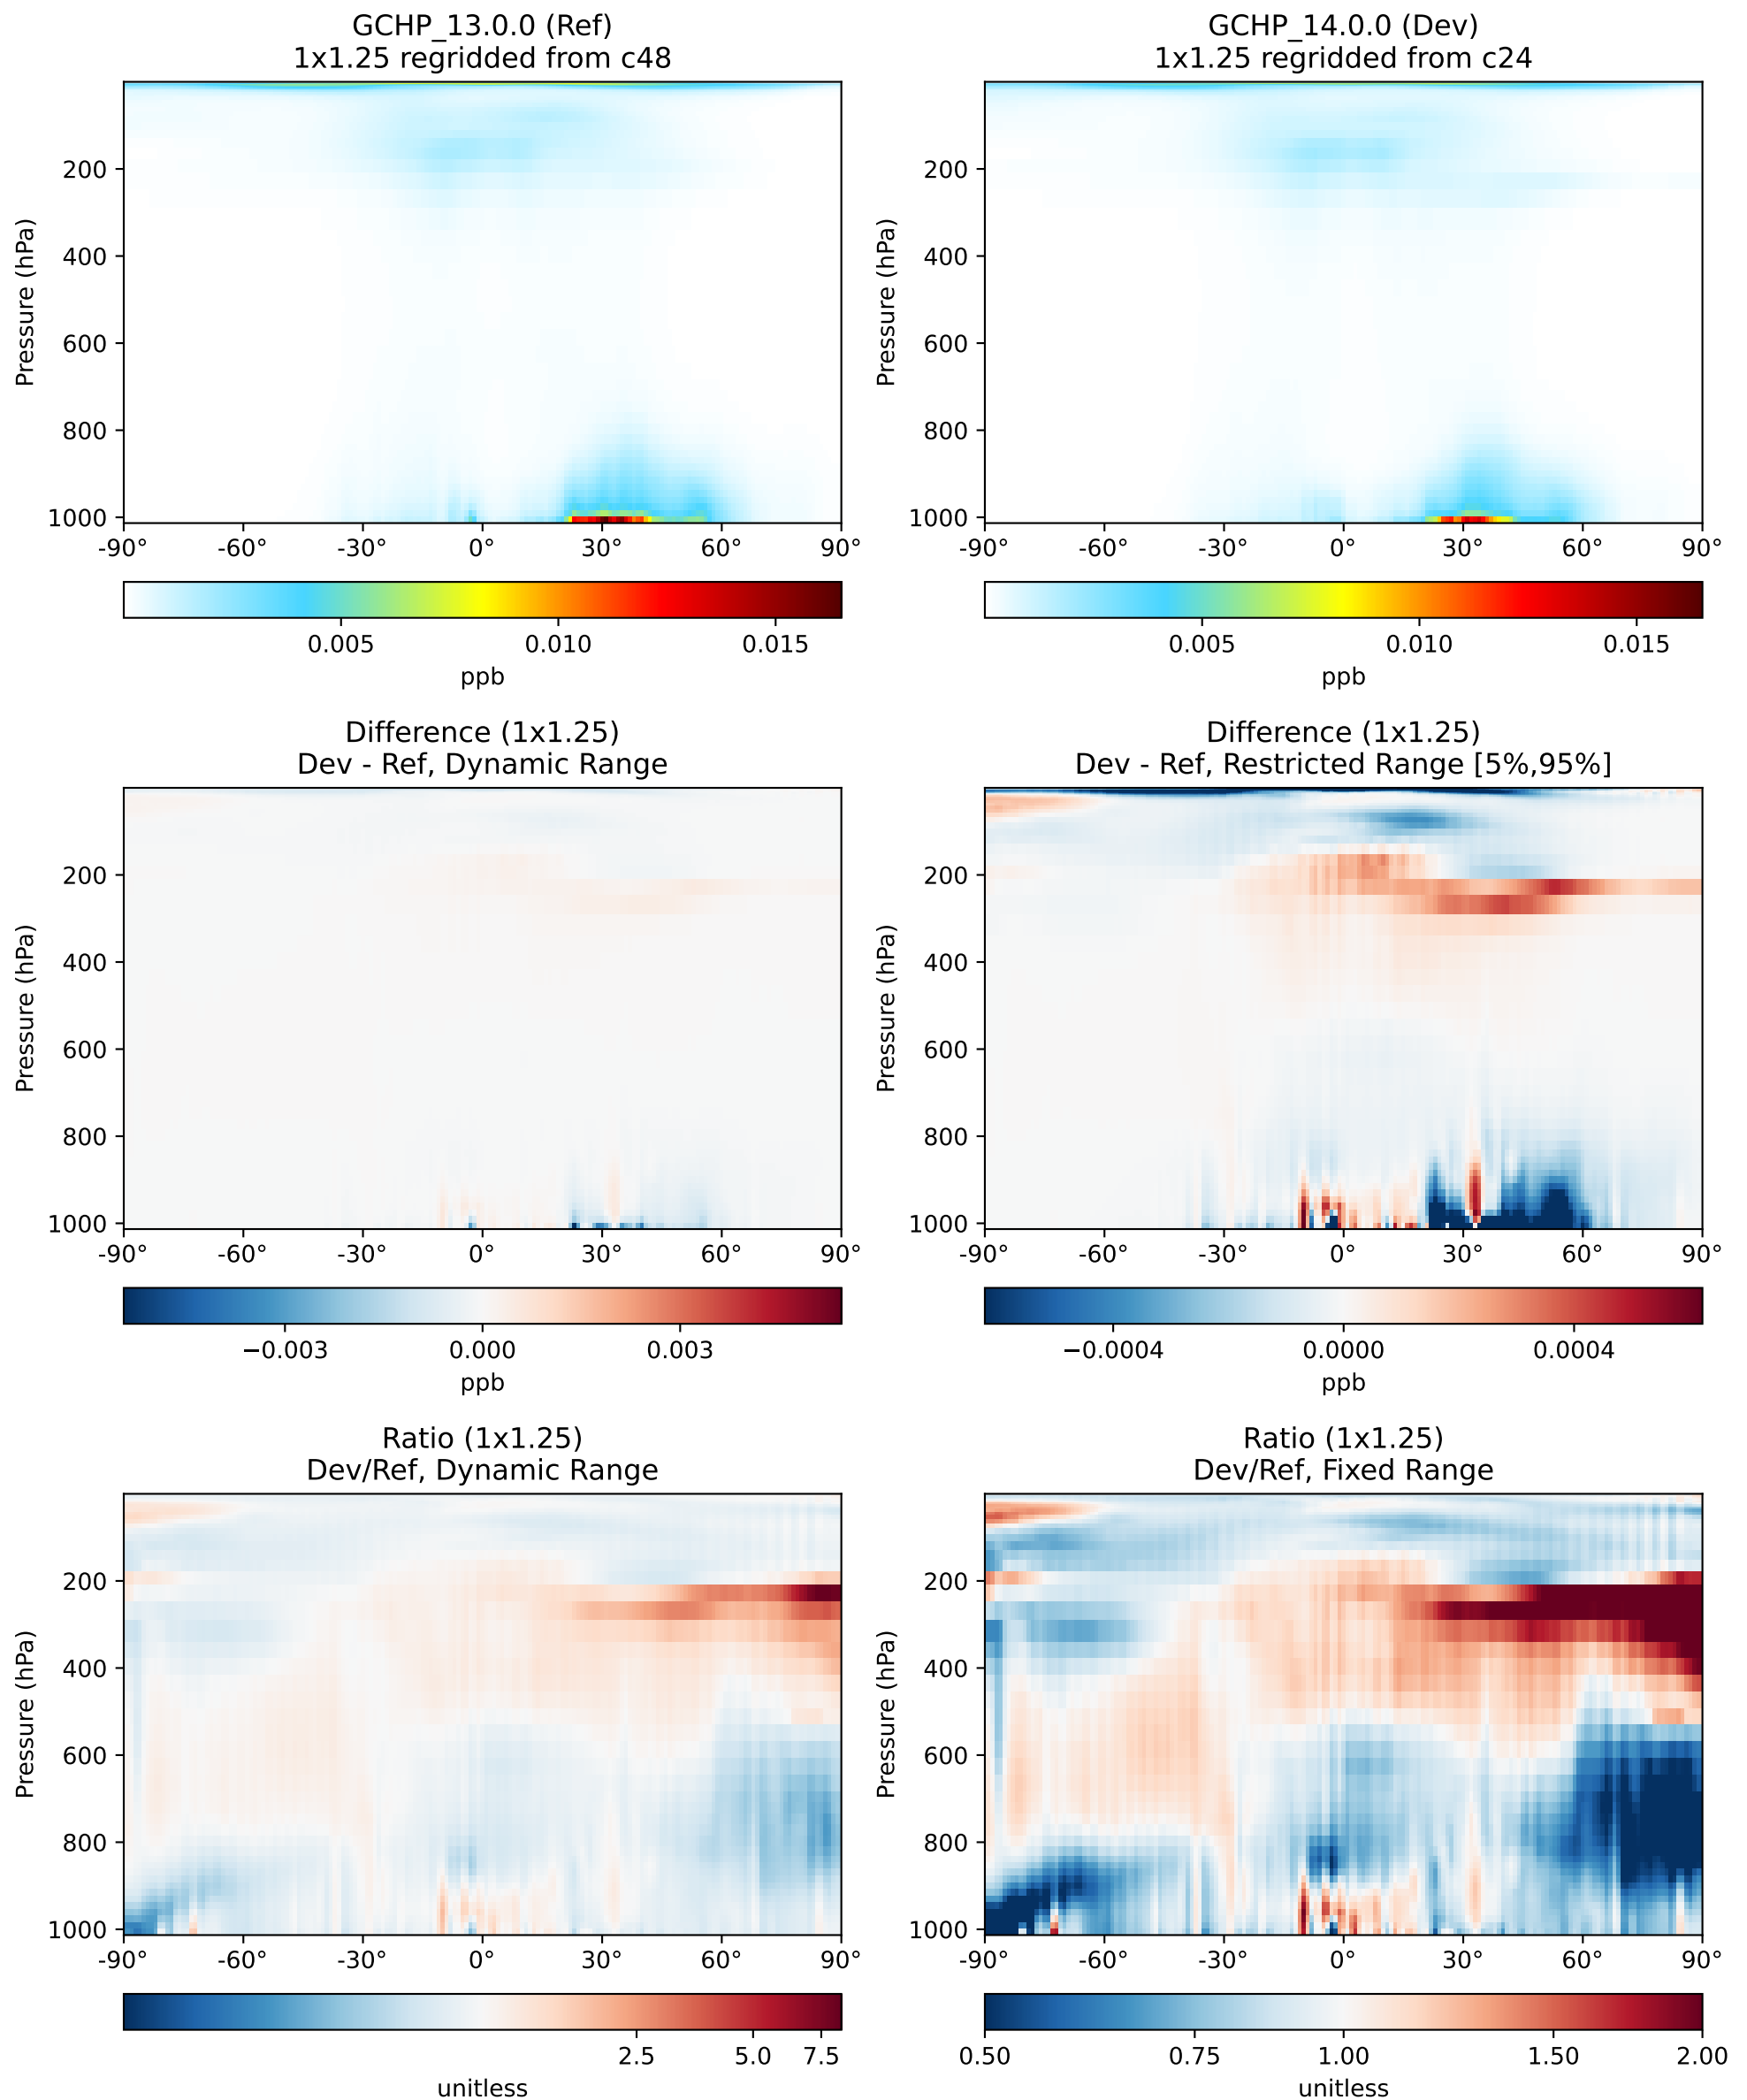 GCHP_13.0.0 (Ref)
1x1.25 regridded from c48
Pressure (hPa)
200
400
600
800
1000
-90° -60° -30° 0° 30° 60° 90°
0.005 0.010 0.015
ppb
GCHP_14.0.0 (Dev)
1x1.25 regridded from c24
Pressure (hPa)
200
400
600
800
1000
-90° -60° -30° 0° 30° 60° 90°
0.005 0.010 0.015
ppb
Difference (1x1.25)
Dev - Ref, Dynamic Range
Pressure (hPa)
200
400
600
800
1000
-90° -60° -30° 0° 30° 60° 90°
−0.003 0.000 0.003
ppb
Difference (1x1.25)
Dev - Ref, Restricted Range [5%,95%]
Pressure (hPa)
200
400
600
800
1000
-90° -60° -30° 0° 30° 60° 90°
−0.0004 0.0000 0.0004
ppb
Ratio (1x1.25)
Dev/Ref, Dynamic Range
Pressure (hPa)
200
400
600
800
1000
-90° -60° -30° 0° 30° 60° 90°
2.5 5.0 7.5
unitless
Ratio (1x1.25)
Dev/Ref, Fixed Range
Pressure (hPa)
200
400
600
800
1000
-90° -60° -30° 0° 30° 60° 90°
0.50 0.75 1.00 1.50 2.00
unitless